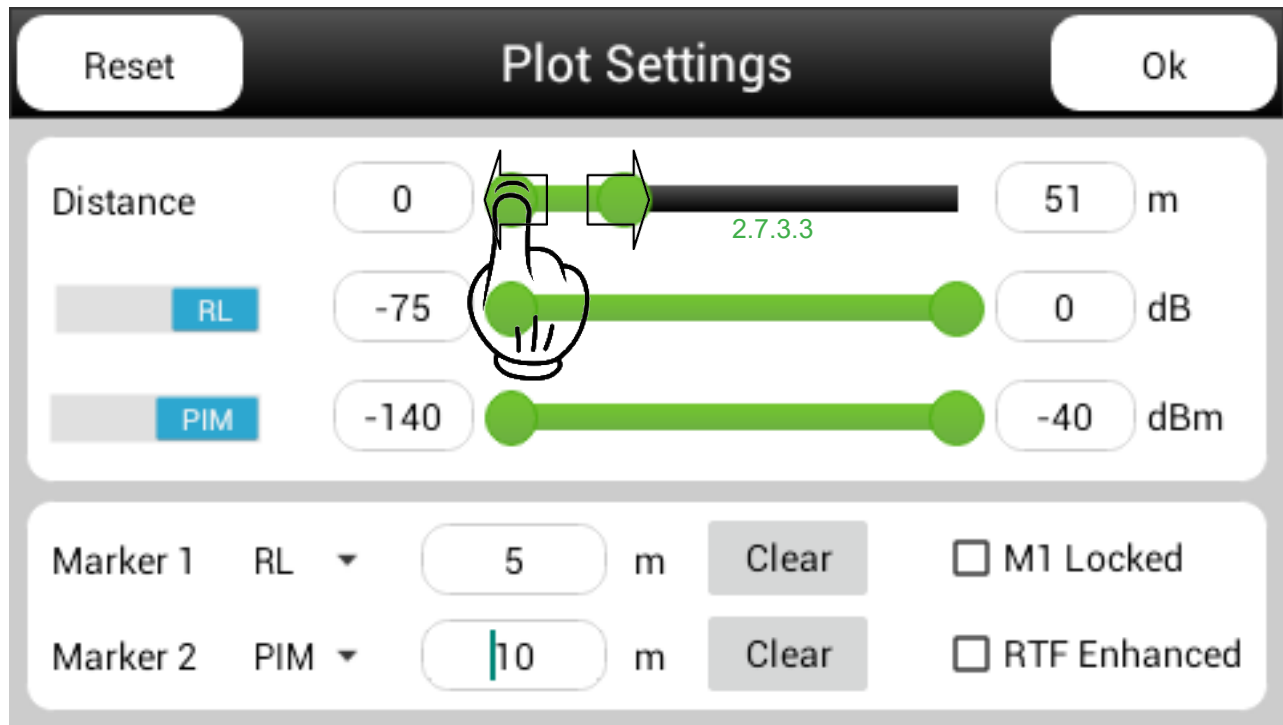 Reset Plot Settings Ok
Distance 0 51 m
2.7.3.3
RL -75 0 dB
PIM -140 -40 dBm
Marker 1 RL 5 m Clear M1 Locked
Marker 2 PIM 10 m Clear RTF Enhanced